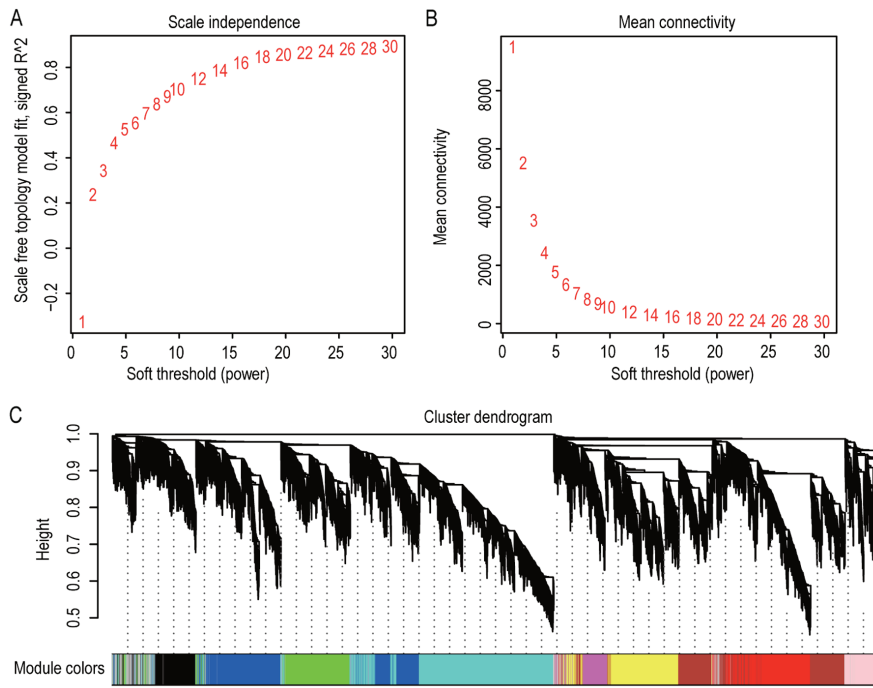 A
Scale independence
Scale free topology model fit, signed R^2
0.8
0.6
0.4
0.2
0.0
−0.2
1 2 3 4 5 6 7 8 9 10 12 14 16 18 20 22 24 26 28 30
0 5 10 15 20 25 30
Soft threshold (power)
B
Mean connectivity
Mean connectivity
8000
6000
4000
2000
0
1 2 3 4 5 6 7 8 9 10 12 14 16 18 20 22 24 26 28 30
0 5 10 15 20 25 30
Soft threshold (power)
C
Cluster dendrogram
Height
1.0
0.9
0.8
0.7
0.6
0.5
Module colors